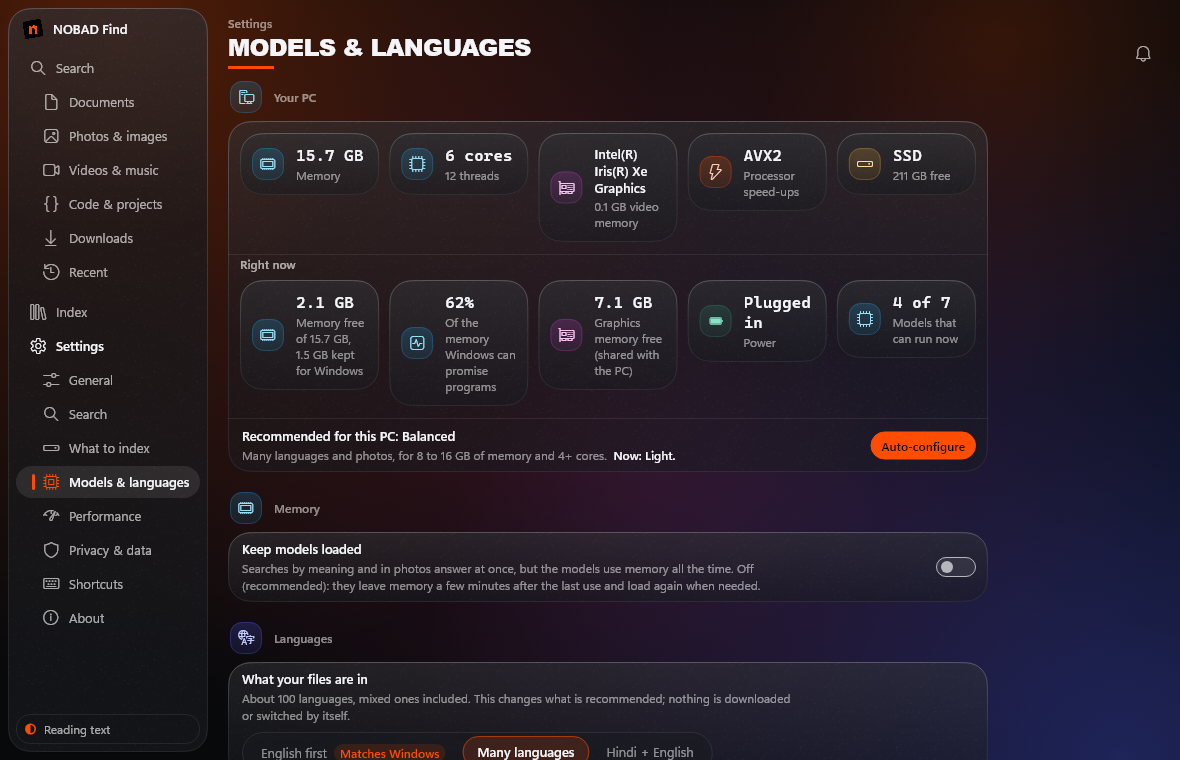 NOBAD Find
Search
Documents
Photos & images
Videos & music
Code & projects
Downloads
Recent
Index
Settings
General
Search
What to index
Models & languages
Performance
Privacy & data
Shortcuts
About
Reading text
Settings
MODELS & LANGUAGES
Your PC
15.7 GB
Memory
6 cores
12 threads
Intel(R)
Iris(R) Xe
Graphics
0.1 GB video
memory
AVX2
Processor
speed-ups
SSD
211 GB free
Right now
2.1 GB
Memory free
of 15.7 GB,
1.5 GB kept
for Windows
62%
Of the
memory
Windows can
promise
programs
7.1 GB
Graphics
memory free
(shared with
the PC)
Plugged
in
Power
4 of 7
Models that
can run now
Recommended for this PC: Balanced
Many languages and photos, for 8 to 16 GB of memory and 4+ cores. Now: Light.
Auto-configure
Memory
Keep models loaded
Searches by meaning and in photos answer at once, but the models use memory all the time. Off
(recommended): they leave memory a few minutes after the last use and load again when needed.
Languages
What your files are in
About 100 languages, mixed ones included. This changes what is recommended; nothing is downloaded
or switched by itself.
English first Matches Windows Many languages Hindi + English